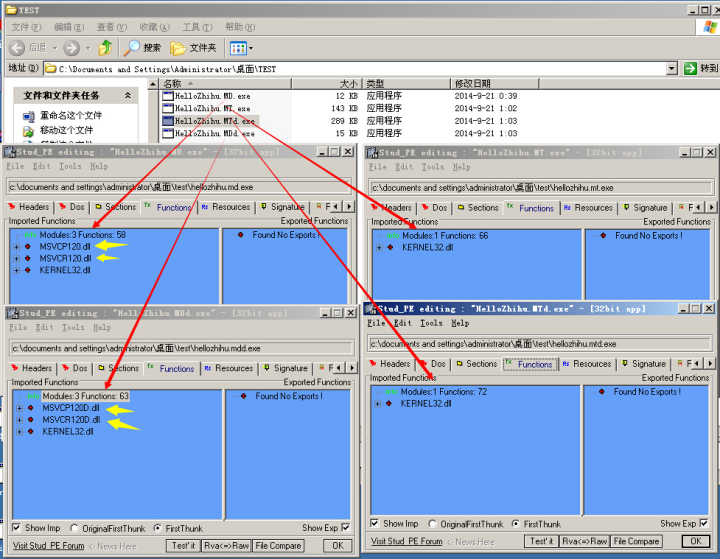 TEST
文件(F) 编辑(E) 查看(V) 收藏(A) 工具(T) 帮助(H)
后退 搜索 文件夹
地址(D) C:\Documents and Settings\Administrator\桌面\TEST 转到
文件和文件夹任务
重命名这个文件
移动这个文件
名称 大小 类型 修改日期
HelloZhihu.MD.exe 12 KB 应用程序 2014-9-21 0:39
HelloZhihu.MT.exe 143 KB 应用程序 2014-9-21 1:02
HelloZhihu.MTd.exe 289 KB 应用程序 2014-9-21 1:03
HelloZhihu.MDd.exe 15 KB 应用程序 2014-9-21 1:03
Stud_PE editing : "HelloZhihu.MD.exe" - [32bit app]
File Edit Tools Help
c:\documents and settings\administrator\桌面\test\hellozhihu.md.exe
Headers Dos Sections Functions Resources Signature F
Imported Functions Exported Functions
Modules:3 Functions: 58 Found No Exports !
MSVCP120.dll
MSVCR120.dll
KERNEL32.dll
Stud_PE editing : "HelloZhihu.MT.exe" - [32bit app]
File Edit Tools Help
c:\documents and settings\administrator\桌面\test\hellozhihu.mt.exe
Headers Dos Sections Functions Resources Signature F
Imported Functions Exported Functions
Modules:1 Functions: 66 Found No Exports !
KERNEL32.dll
Stud_PE editing : "HelloZhihu.MDd.exe" - [32bit app]
File Edit Tools Help
c:\documents and settings\administrator\桌面\test\hellozhihu.mdd.exe
Headers Dos Sections Functions Resources Signature F
Imported Functions Exported Functions
Modules:3 Functions: 63 Found No Exports !
MSVCP120D.dll
MSVCR120D.dll
KERNEL32.dll
Show Imp OriginalFirstThunk FirstThunk Show Exp
Visit Stud_PE Forum <- News Here Test' it Rva<=>Raw File Compare OK
Stud_PE editing : "HelloZhihu.MTd.exe" - [32bit app]
File Edit Tools Help
c:\documents and settings\administrator\桌面\test\hellozhihu.mtd.exe
Headers Dos Sections Functions Resources Signature F
Imported Functions Exported Functions
Modules:1 Functions: 72 Found No Exports !
KERNEL32.dll
Show Imp OriginalFirstThunk FirstThunk Show Exp
Visit Stud_PE Forum <- News Here Test' it Rva<=>Raw File Compare OK